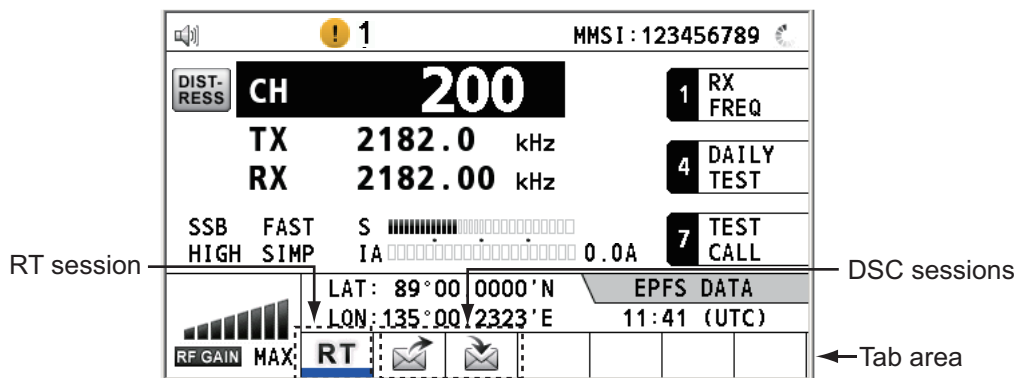 ! 1 MMSI:123456789
DIST-
RESS
CH 200
1 RX
FREQ
TX 2182.0 kHz
RX 2182.00 kHz
4 DAILY
TEST
SSB FAST S
HIGH SIMP IA 0.0A
7 TEST
CALL
RT session
DSC sessions
LAT: 89°00 0000'N
EPFS DATA
LON:135°00 2323'E
11:41 (UTC)
RF GAIN MAX
RT
Tab area